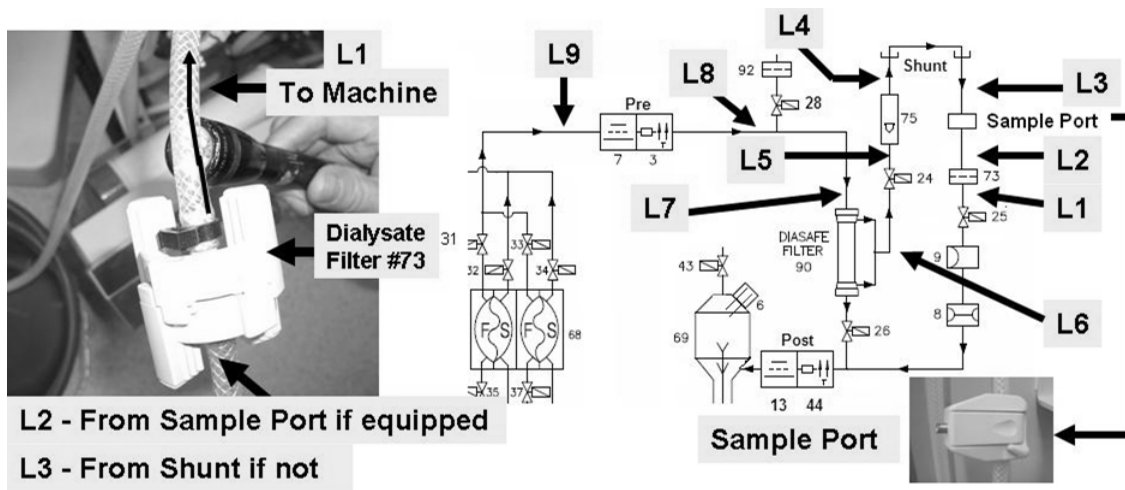 L1
To Machine
Dialysate
Filter #73
L2 - From Sample Port if equipped
L3 - From Shunt if not
L9
L8
L4
L3
92
28
Shunt
75
Sample Port
Pre
7 3
L5
L2
73
24
L7
L1
25
31
33
32
34
DIASAFE
FILTER
90
9
43
6
L6
F S F S
68
69
26
8
Post
35
37
13 44
Sample Port